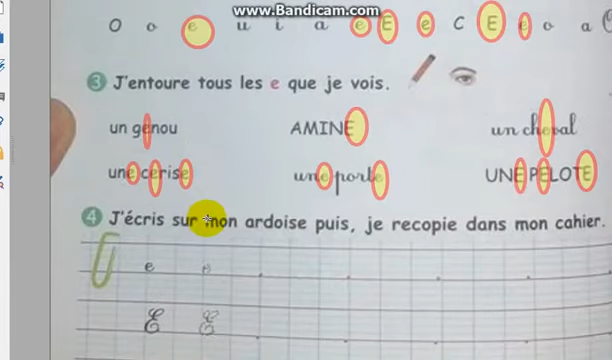 www.Bandicam.com
O o e u i a e E e C E e o a
3 J'entoure tous les e que je vois.
un genou AMINE un cheval
une cerise une porte UNE PELOTE
4 J'écris sur mon ardoise puis, je recopie dans mon cahier.
e e
E E